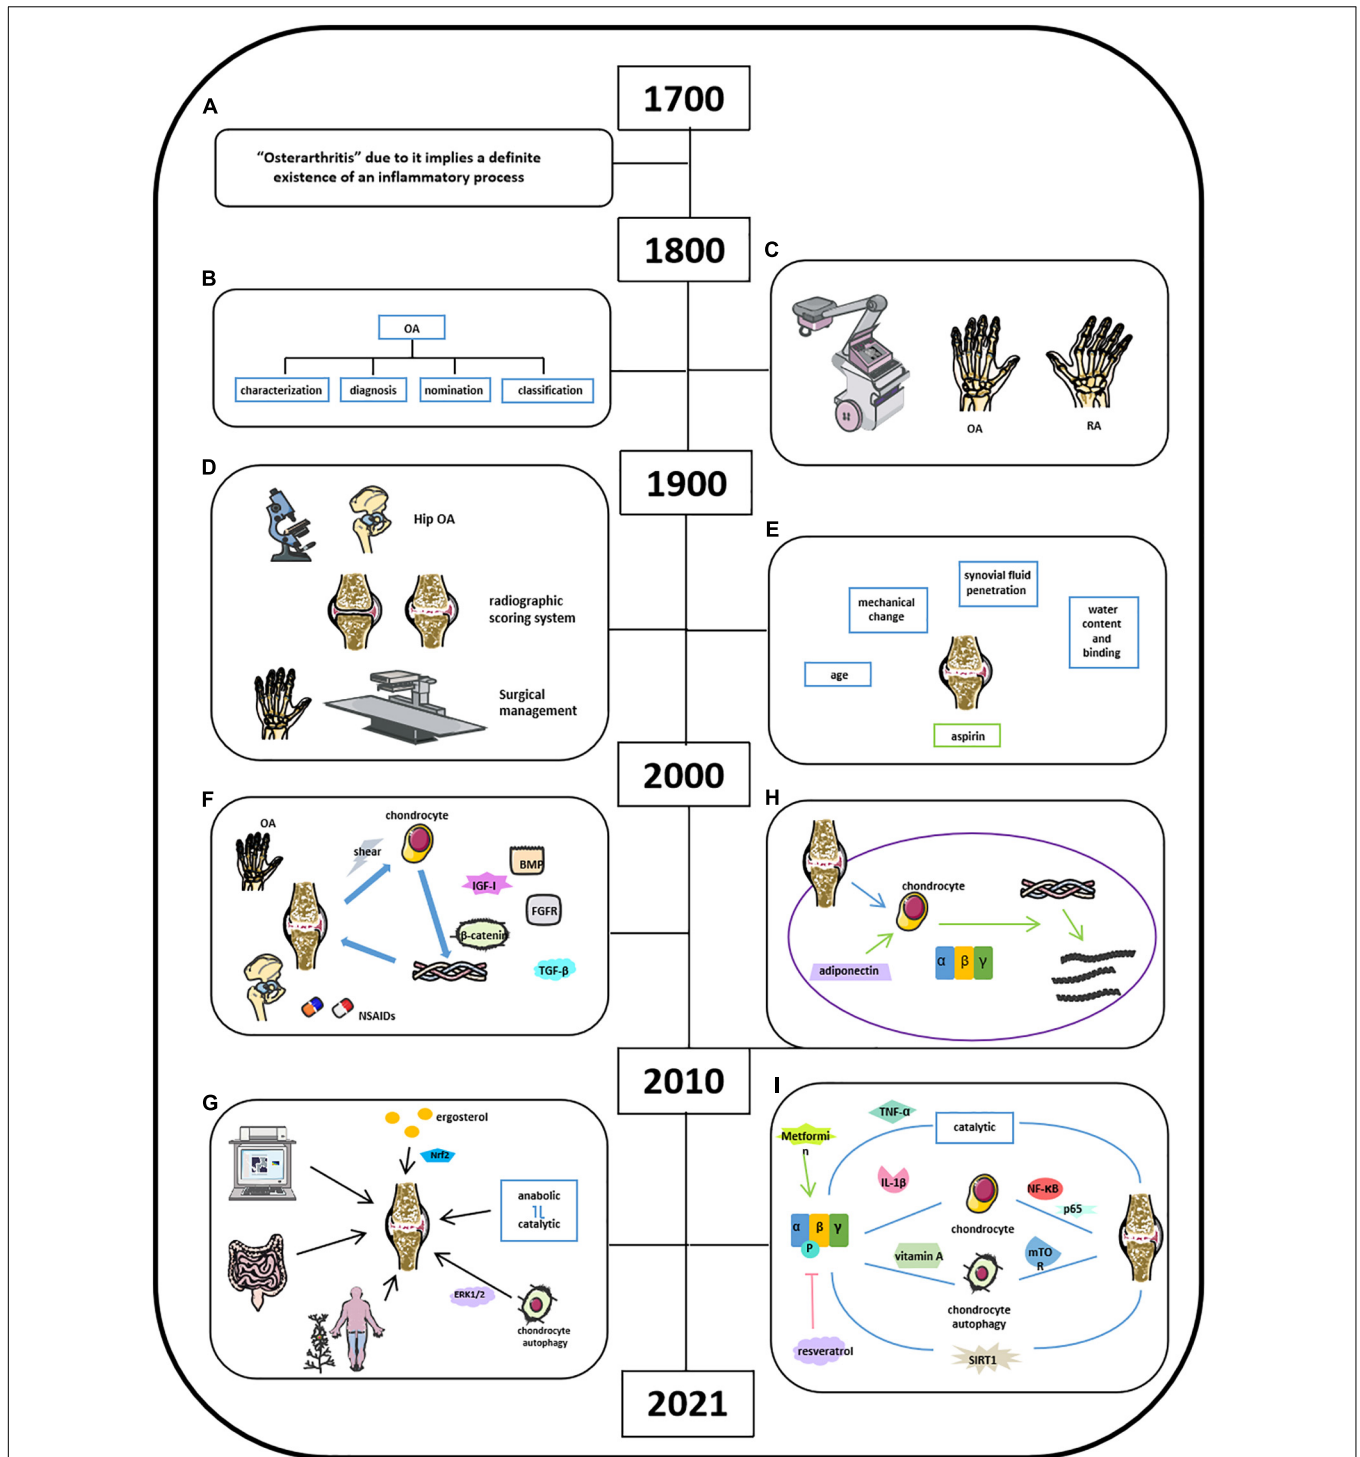 1700
A
“Osterarthritis” due to it implies a definite
existence of an inflammatory process
1800
B
OA
characterization
diagnosis
nomination
classification
C
OA
RA
1900
D
Hip OA
radiographic
scoring system
Surgical
management
E
synovial fluid
penetration
mechanical
change
water
content
and
binding
age
aspirin
2000
F
OA
chondrocyte
shear
BMP
IGF-I
FGFR
β-catenin
TGF-β
NSAIDs
H
chondrocyte
adiponectin
α β γ
2010
G
ergosterol
Nrf2
anabolic
catalytic
ERK1/2
chondrocyte
autophagy
I
TNF-α
catalytic
Metformi
n
IL-1β
NF-κB
p65
chondrocyte
α β γ
P
vitamin A
mTO
R
chondrocyte
autophagy
resveratrol
SIRT1
2021